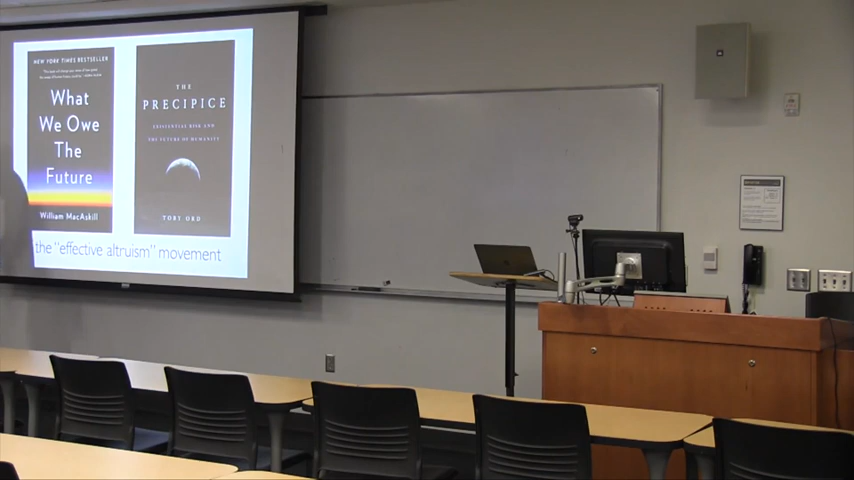 NEW YORK TIMES BESTSELLER
What
We Owe
The
Future
William MacAskill
THE
PRECIPICE
EXISTENTIAL RISK AND
THE FUTURE OF HUMANITY
TOBY ORD
the "effective altruism" movement